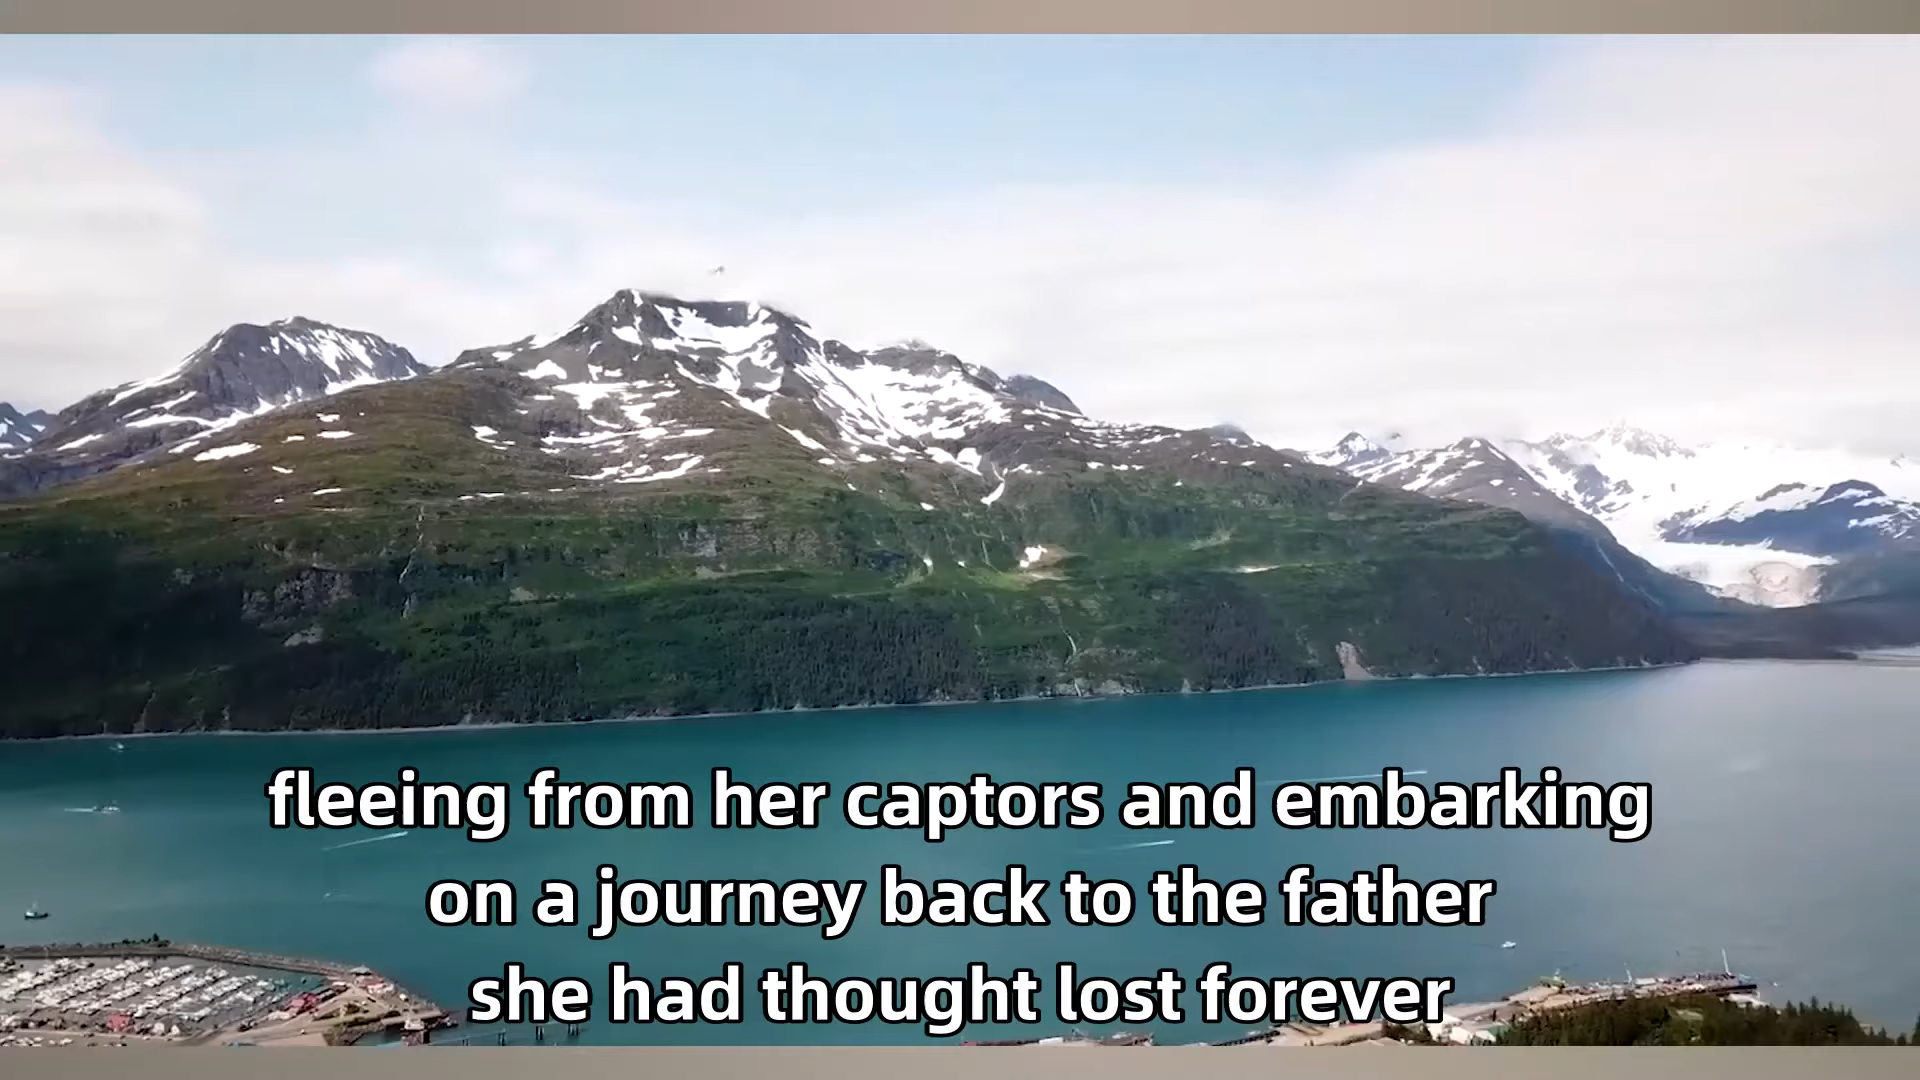 fleeing from her captors and embarking
on a journey back to the father
she had thought lost forever